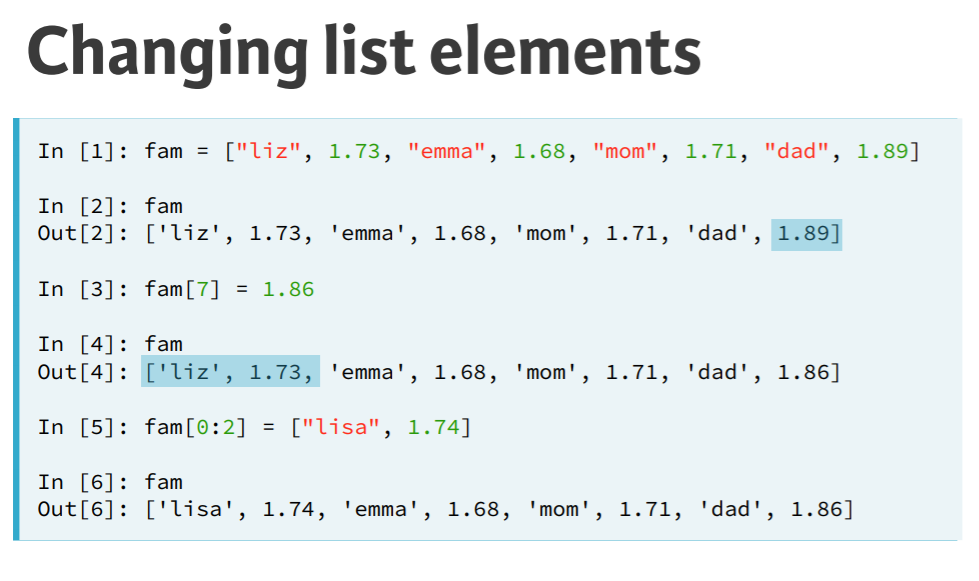 Changing list elements
In [1]: fam = ["liz", 1.73, "emma", 1.68, "mom", 1.71, "dad", 1.89]
In [2]: fam
Out[2]: ['liz', 1.73, 'emma', 1.68, 'mom', 1.71, 'dad', 1.89]
In [3]: fam[7] = 1.86
In [4]: fam
Out[4]: ['liz', 1.73, 'emma', 1.68, 'mom', 1.71, 'dad', 1.86]
In [5]: fam[0:2] = ["lisa", 1.74]
In [6]: fam
Out[6]: ['lisa', 1.74, 'emma', 1.68, 'mom', 1.71, 'dad', 1.86]